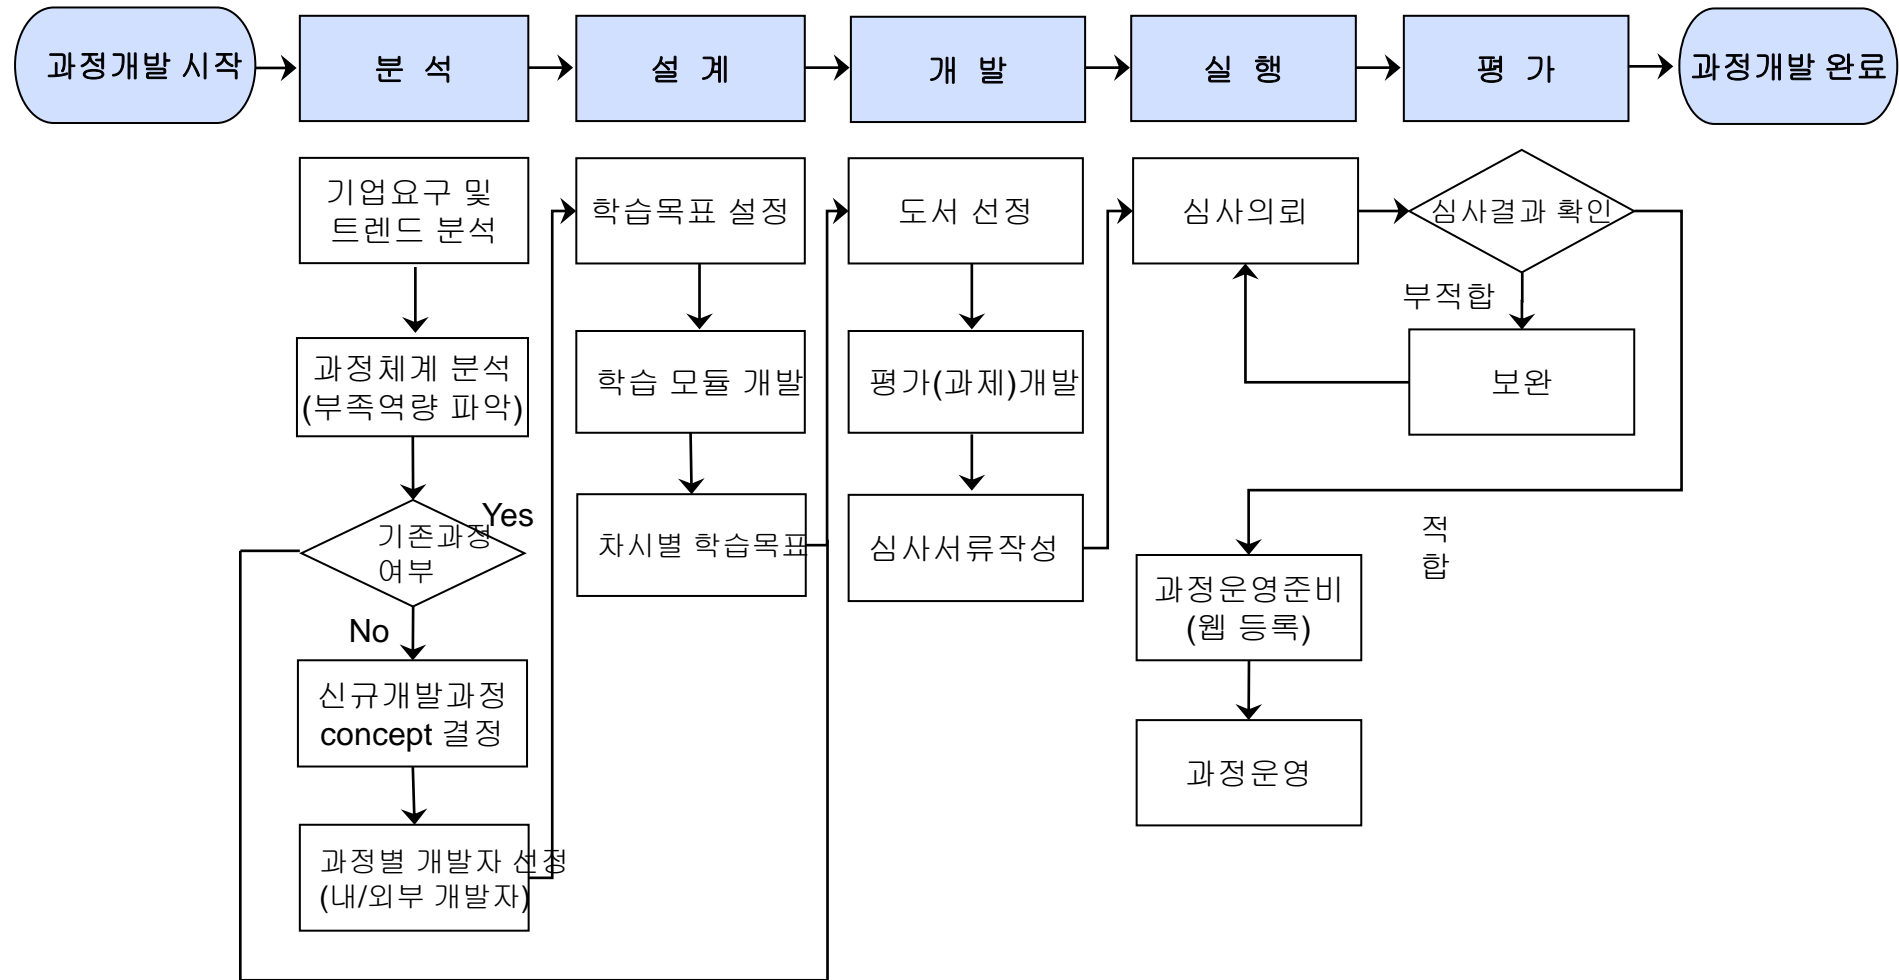 과정개발 시작
분 석
설 계
개 발
실 행
평 가
과정개발 완료
기업요구 및
트렌드 분석
과정체계 분석
(부족역량 파악)
기존과정
여부
Yes
No
신규개발과정
concept 결정
과정별 개발자 선정
(내/외부 개발자)
학습목표 설정
학습 모듈 개발
차시별 학습목표
도서 선정
평가(과제)개발
심사서류작성
심사의뢰
심사결과 확인
부적합
보완
적
합
과정운영준비
(웹 등록)
과정운영